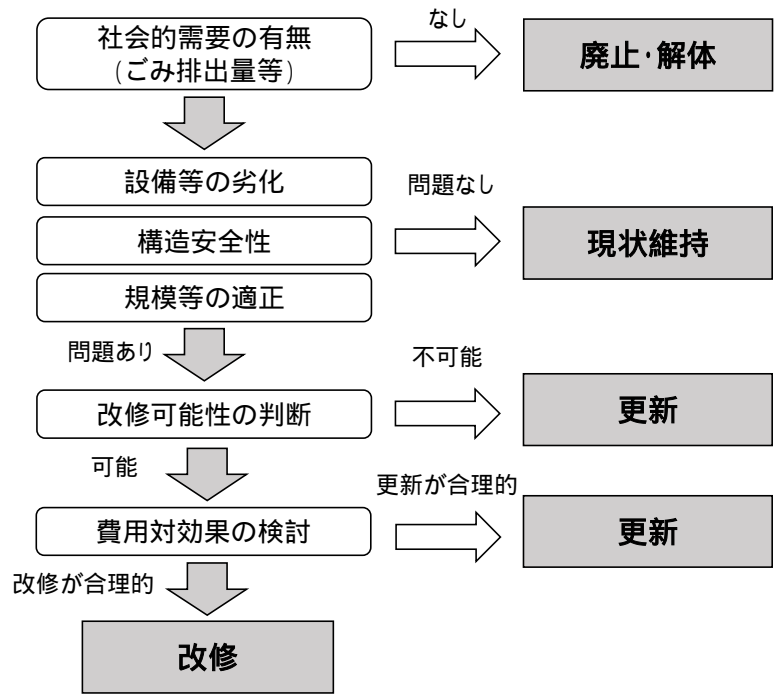 社会的需要の有無
(ごみ排出量等)
なし
廃止・解体
設備等の劣化
構造安全性
規模等の適正
問題なし
現状維持
問題あり
改修可能性の判断
不可能
更新
可能
費用対効果の検討
更新が合理的
更新
改修が合理的
改修